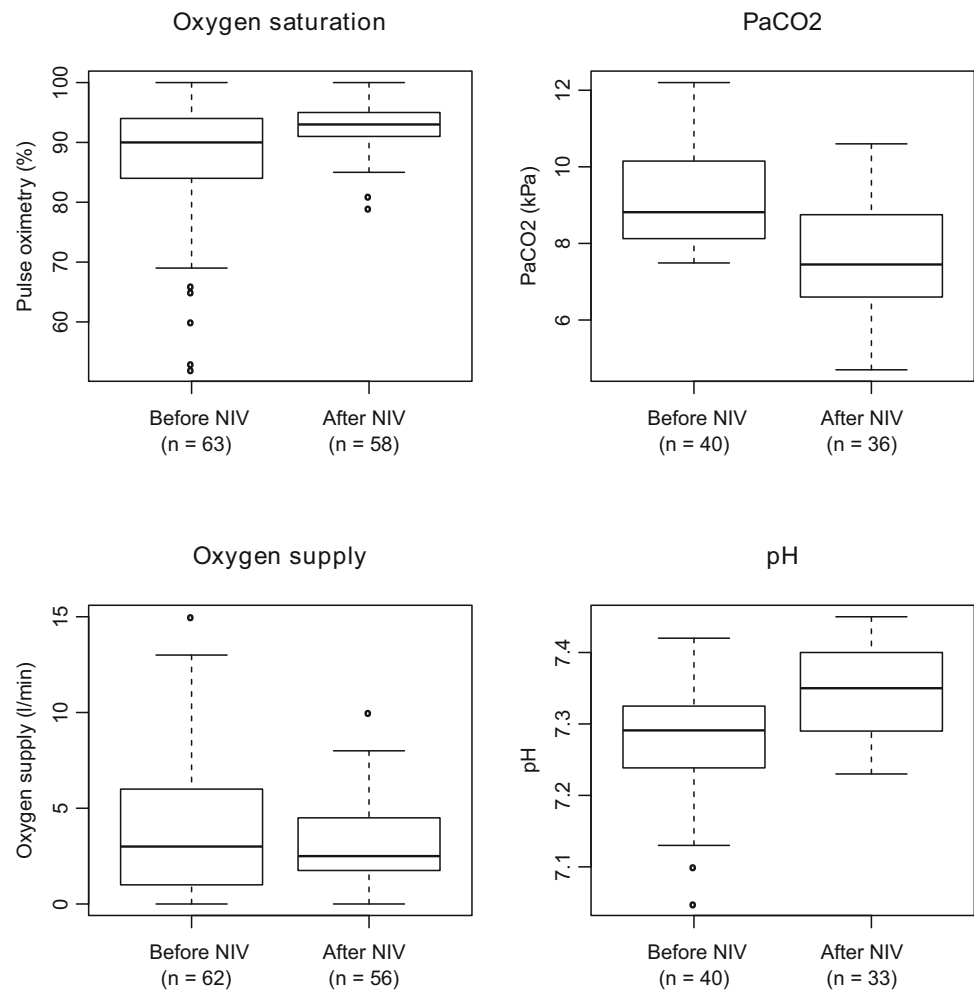 Oxygen saturation
Pulse oximetry (%)
100
90
80
70
60
Before NIV
(n = 63)
After NIV
(n = 58)
PaCO2
PaCO2 (kPa)
12
10
8
6
Before NIV
(n = 40)
After NIV
(n = 36)
Oxygen supply
Oxygen supply (l/min)
15
10
5
0
Before NIV
(n = 62)
After NIV
(n = 56)
pH
pH
7.4
7.3
7.2
7.1
Before NIV
(n = 40)
After NIV
(n = 33)